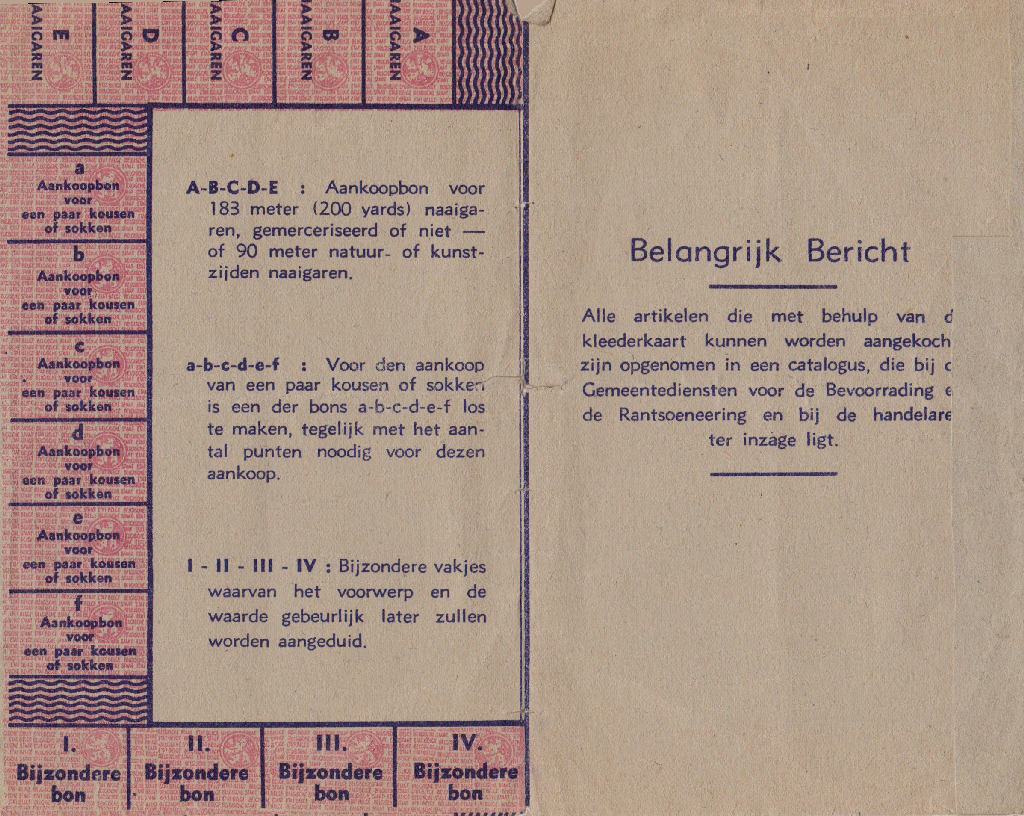 E
AAIGAREN
D
AAIGAREN
C
AAIGAREN
B
AAIGAREN
A
AAIGAREN
a
Aankoopbon
voor
een paar kousen
of sokken
b
Aankoopbon
voor
een paar kousen
of sokken
c
Aankoopbon
voor
een paar kousen
of sokken
d
Aankoopbon
voor
een paar kousen
of sokken
e
Aankoopbon
voor
een paar kousen
of sokken
f
Aankoopbon
voor
een paar kousen
of sokken
A-B-C-D-E : Aankoopbon voor
183 meter (200 yards) naaiga-
ren, gemerceriseerd of niet —
of 90 meter natuur- of kunst-
zijden naaigaren.
a-b-c-d-e-f : Voor den aankoop
van een paar kousen of sokken
is een der bons a-b-c-d-e-f los
te maken, tegelijk met het aan-
tal punten noodig voor dezen
aankoop.
I - II - III - IV : Bijzondere vakjes
waarvan het voorwerp en de
waarde gebeurlijk later zullen
worden aangeduid.
I.
Bijzondere
bon
II.
Bijzondere
bon
III.
Bijzondere
bon
IV.
Bijzondere
bon
Belangrijk Bericht
Alle artikelen die met behulp van d
kleederkaart kunnen worden aangekoch
zijn opgenomen in een catalogus, die bij d
Gemeentediensten voor de Bevoorrading e
de Rantsoeneering en bij de handelare
ter inzage ligt.